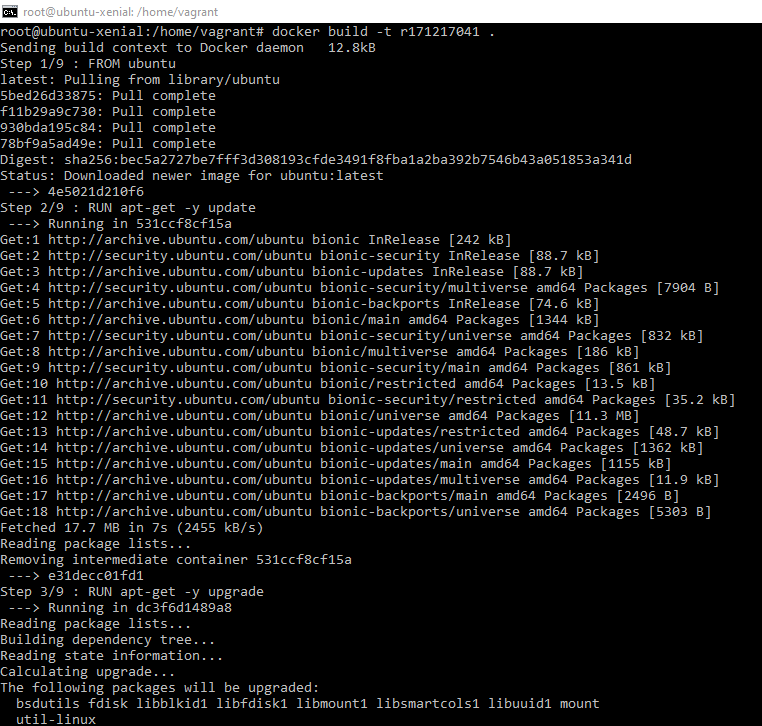 root@ubuntu-xenial: /home/vagrant
root@ubuntu-xenial:/home/vagrant# docker build -t r171217041 .
Sending build context to Docker daemon   12.8kB
Step 1/9 : FROM ubuntu
latest: Pulling from library/ubuntu
5bed26d33875: Pull complete
f11b29a9c730: Pull complete
930bda195c84: Pull complete
78bf9a5ad49e: Pull complete
Digest: sha256:bec5a2727be7fff3d308193cfde3491f8fba1a2ba392b7546b43a051853a341d
Status: Downloaded newer image for ubuntu:latest
 ---> 4e5021d210f6
Step 2/9 : RUN apt-get -y update
 ---> Running in 531ccf8cf15a
Get:1 http://archive.ubuntu.com/ubuntu bionic InRelease [242 kB]
Get:2 http://security.ubuntu.com/ubuntu bionic-security InRelease [88.7 kB]
Get:3 http://archive.ubuntu.com/ubuntu bionic-updates InRelease [88.7 kB]
Get:4 http://security.ubuntu.com/ubuntu bionic-security/multiverse amd64 Packages [7904 B]
Get:5 http://archive.ubuntu.com/ubuntu bionic-backports InRelease [74.6 kB]
Get:6 http://archive.ubuntu.com/ubuntu bionic/main amd64 Packages [1344 kB]
Get:7 http://security.ubuntu.com/ubuntu bionic-security/universe amd64 Packages [832 kB]
Get:8 http://archive.ubuntu.com/ubuntu bionic/multiverse amd64 Packages [186 kB]
Get:9 http://security.ubuntu.com/ubuntu bionic-security/main amd64 Packages [861 kB]
Get:10 http://archive.ubuntu.com/ubuntu bionic/restricted amd64 Packages [13.5 kB]
Get:11 http://security.ubuntu.com/ubuntu bionic-security/restricted amd64 Packages [35.2 kB]
Get:12 http://archive.ubuntu.com/ubuntu bionic/universe amd64 Packages [11.3 MB]
Get:13 http://archive.ubuntu.com/ubuntu bionic-updates/restricted amd64 Packages [48.7 kB]
Get:14 http://archive.ubuntu.com/ubuntu bionic-updates/universe amd64 Packages [1362 kB]
Get:15 http://archive.ubuntu.com/ubuntu bionic-updates/main amd64 Packages [1155 kB]
Get:16 http://archive.ubuntu.com/ubuntu bionic-updates/multiverse amd64 Packages [11.9 kB]
Get:17 http://archive.ubuntu.com/ubuntu bionic-backports/main amd64 Packages [2496 B]
Get:18 http://archive.ubuntu.com/ubuntu bionic-backports/universe amd64 Packages [5303 B]
Fetched 17.7 MB in 7s (2455 kB/s)
Reading package lists...
Removing intermediate container 531ccf8cf15a
 ---> e31decc01fd1
Step 3/9 : RUN apt-get -y upgrade
 ---> Running in dc3f6d1489a8
Reading package lists...
Building dependency tree...
Reading state information...
Calculating upgrade...
The following packages will be upgraded:
  bsdutils fdisk libblkid1 libfdisk1 libmount1 libsmartcols1 libuuid1 mount
  util-linux